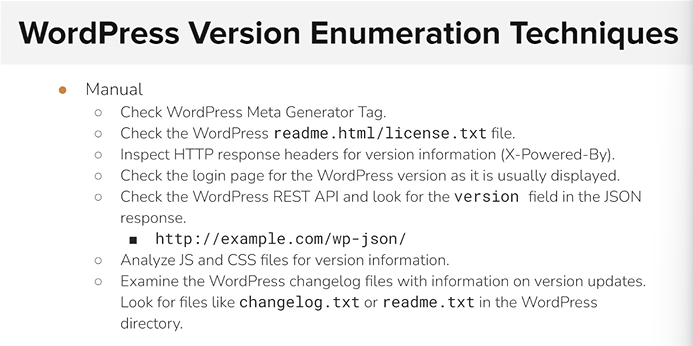 WordPress Version Enumeration Techniques
● Manual
○ Check WordPress Meta Generator Tag.
○ Check the WordPress readme.html/license.txt file.
○ Inspect HTTP response headers for version information (X-Powered-By).
○ Check the login page for the WordPress version as it is usually displayed.
○ Check the WordPress REST API and look for the version field in the JSON
response.
■ http://example.com/wp-json/
○ Analyze JS and CSS files for version information.
○ Examine the WordPress changelog files with information on version updates.
Look for files like changelog.txt or readme.txt in the WordPress
directory.